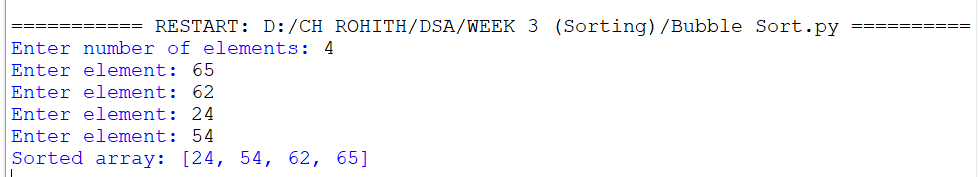 =========== RESTART: D:/CH ROHITH/DSA/WEEK 3 (Sorting)/Bubble Sort.py ==========
Enter number of elements: 4
Enter element: 65
Enter element: 62
Enter element: 24
Enter element: 54
Sorted array: [24, 54, 62, 65]